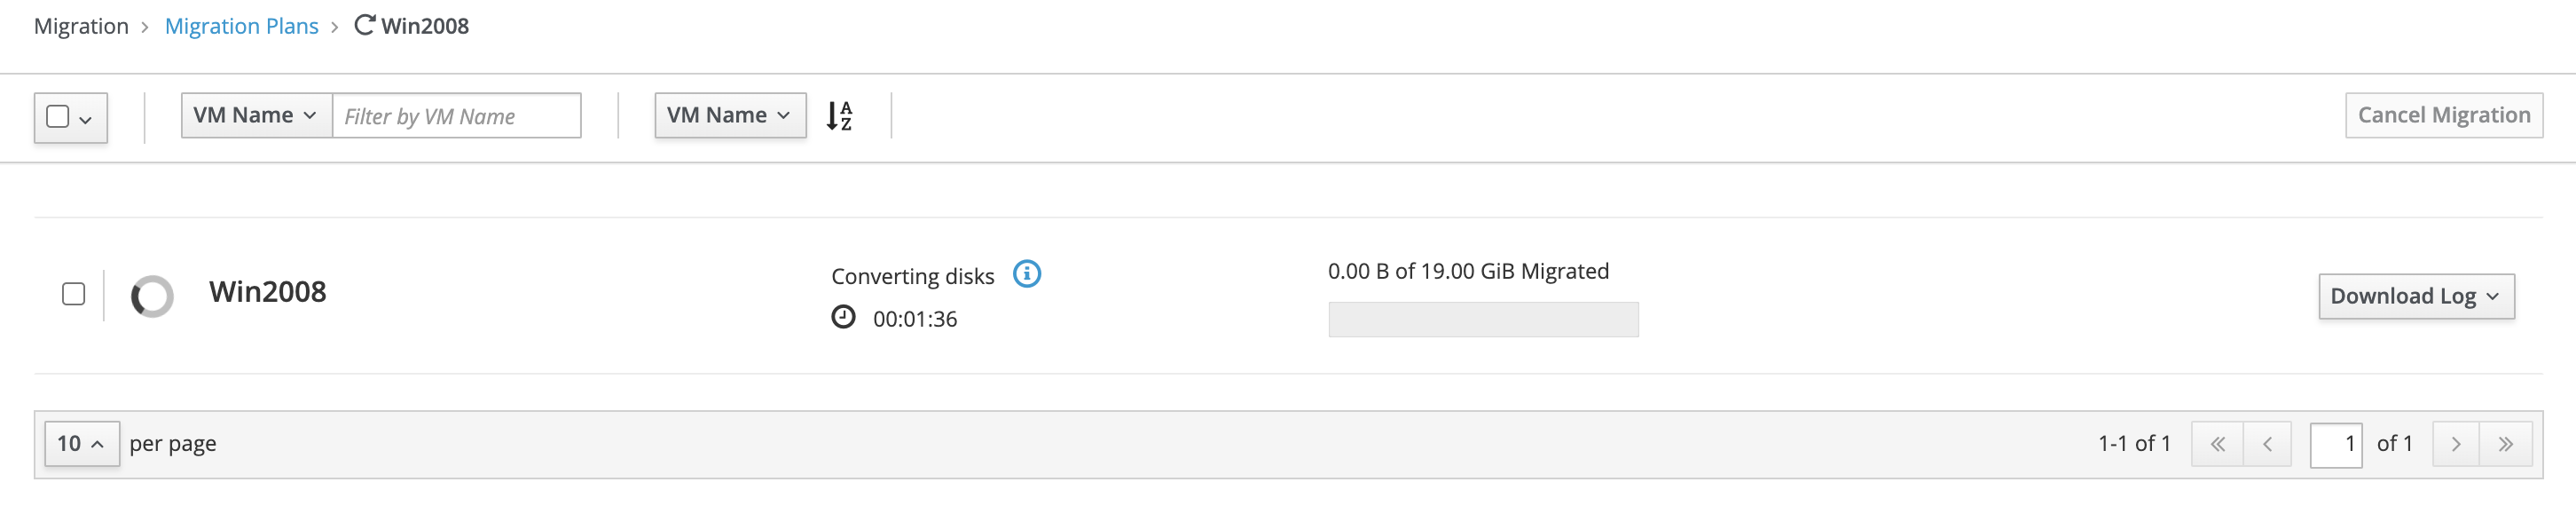 Migration > Migration Plans > Win2008
VM Name Filter by VM Name VM Name A Z Cancel Migration
Win2008 Converting disks 0.00 B of 19.00 GiB Migrated Download Log
00:01:36
10 per page 1-1 of 1 1 of 1